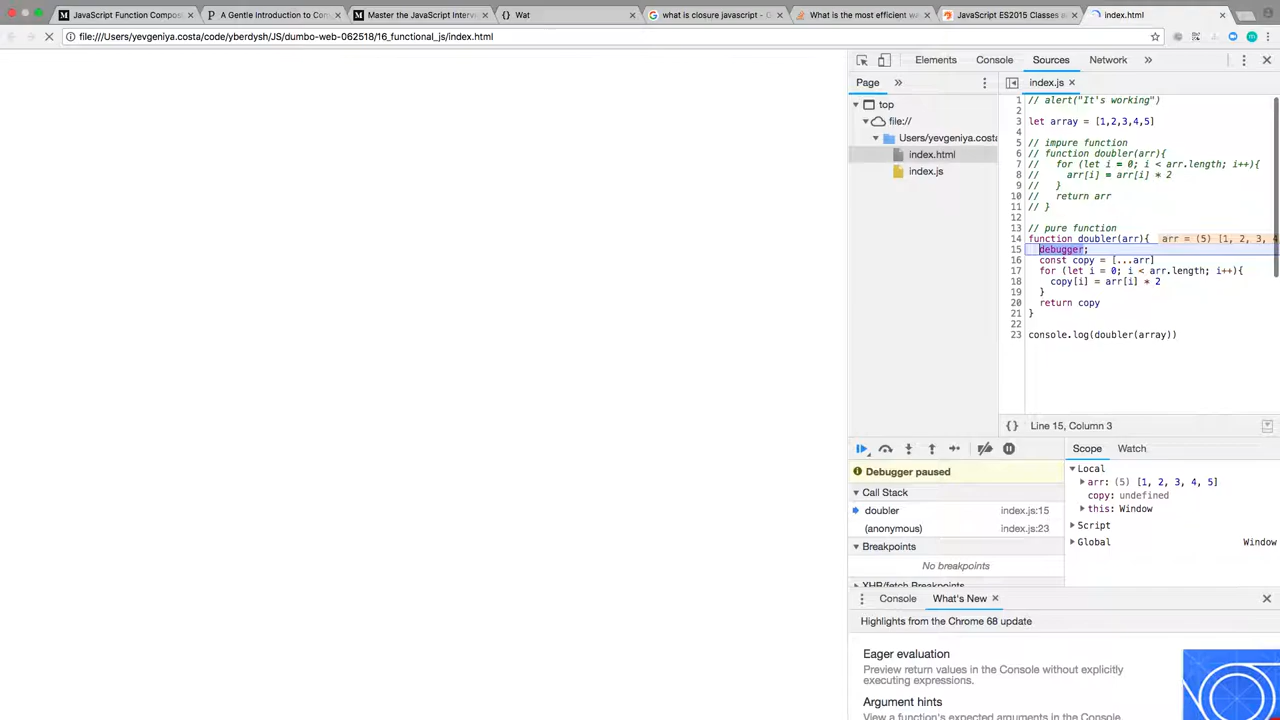 JavaScript Function Compos
A Gentle Introduction to Com
Master the JavaScript Interv
{} Wat
what is closure javascript - G
What is the most efficient wa
JavaScript ES2015 Classes a
index.html
file:///Users/yevgeniya.costa/code/yberdysh/JS/dumbo-web-062518/16_functional_js/index.html
Elements Console Sources Network »
Page »
index.js
top
file://
Users/yevgeniya.costa
index.html
index.js
1 // alert("It's working")
2
3 let array = [1,2,3,4,5]
4
5 // impure function
6 // function doubler(arr){
7 //   for (let i = 0; i < arr.length; i++){
8 //     arr[i] = arr[i] * 2
9 //   }
10 //   return arr
11 // }
12
13 // pure function
14 function doubler(arr){ arr = (5) [1, 2, 3, 4
15   debugger;
16   const copy = [...arr]
17   for (let i = 0; i < arr.length; i++){
18     copy[i] = arr[i] * 2
19   }
20   return copy
21 }
22
23 console.log(doubler(array))
{} Line 15, Column 3
Scope Watch
Debugger paused
Call Stack
doubler index.js:15
(anonymous) index.js:23
Breakpoints
No breakpoints
XHR/fetch Breakpoints
Local
arr: (5) [1, 2, 3, 4, 5]
copy: undefined
this: Window
Script
Global Window
Console What's New
Highlights from the Chrome 68 update
Eager evaluation
Preview return values in the Console without explicitly
executing expressions.
Argument hints
View a function's expected arguments in the Console